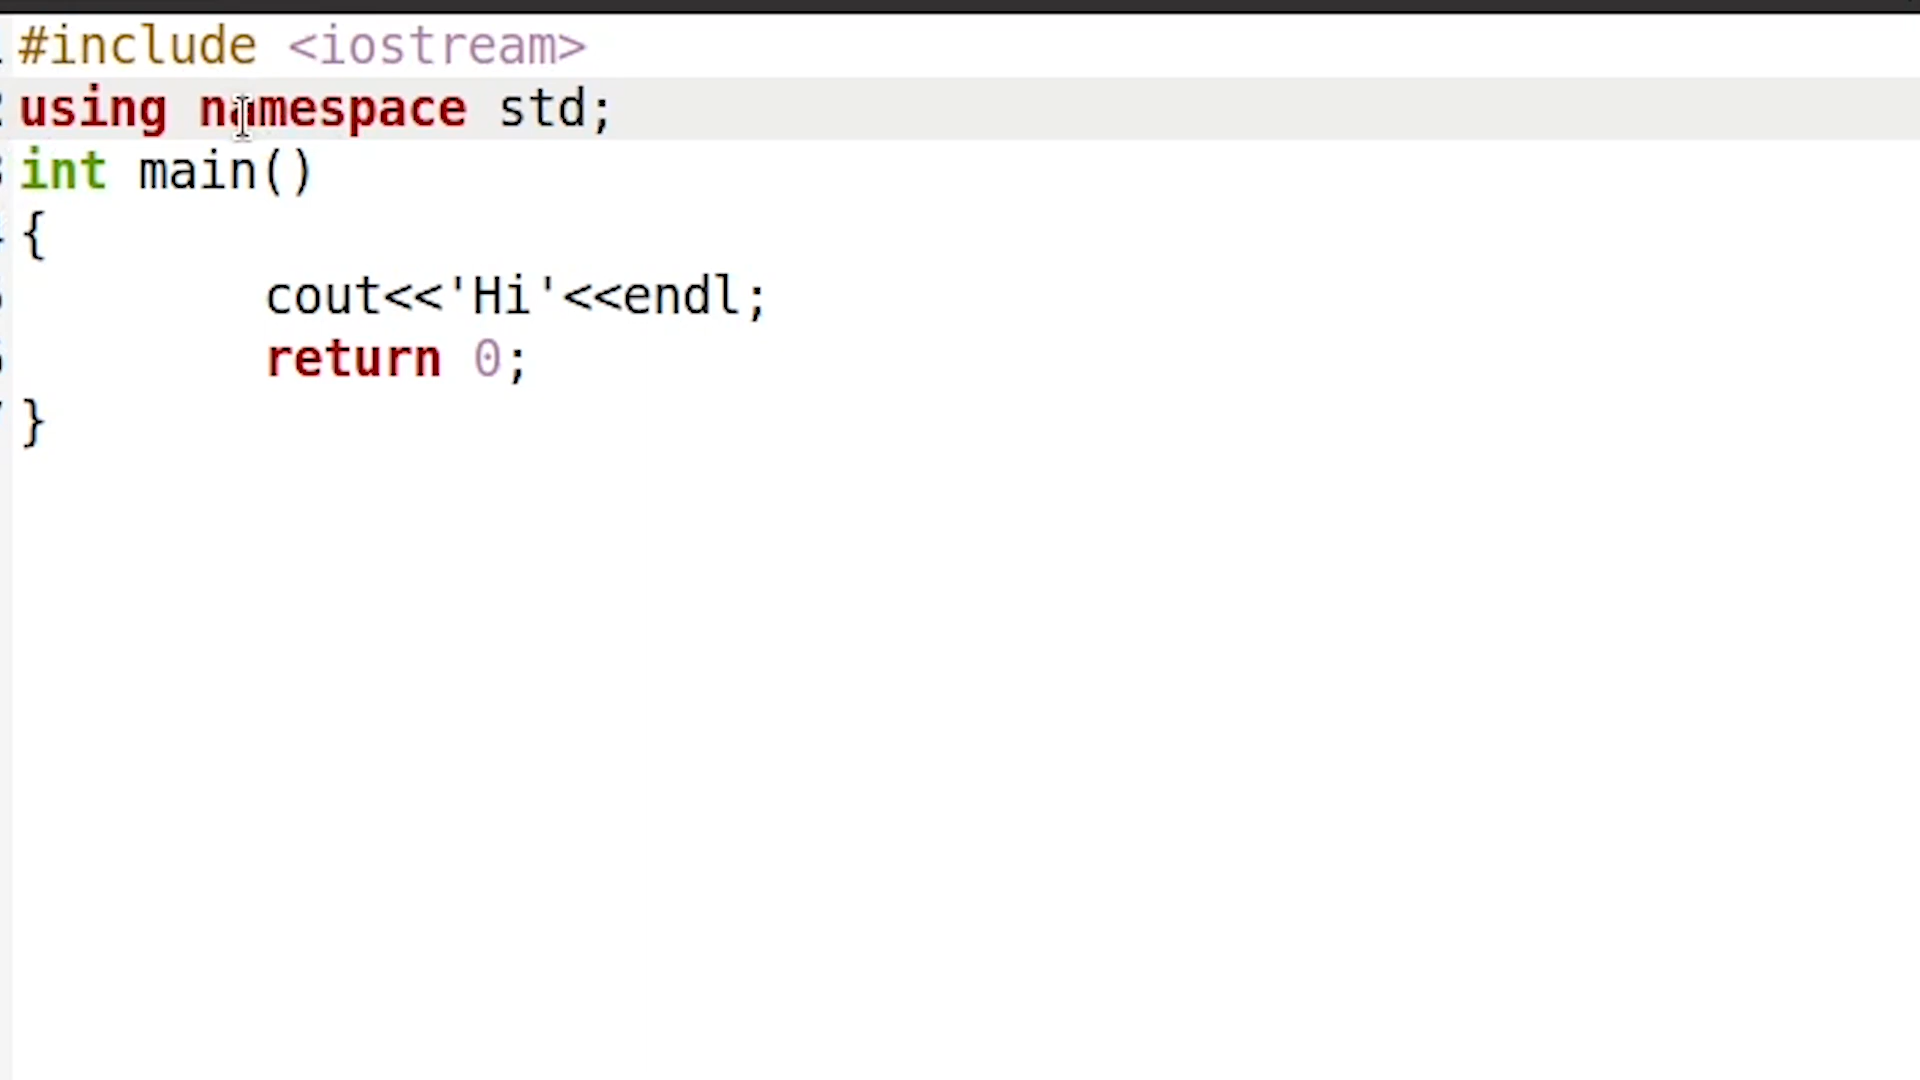 #include <iostream>
using namespace std;
int main()
{
cout<<'Hi'<<endl;
return 0;
}